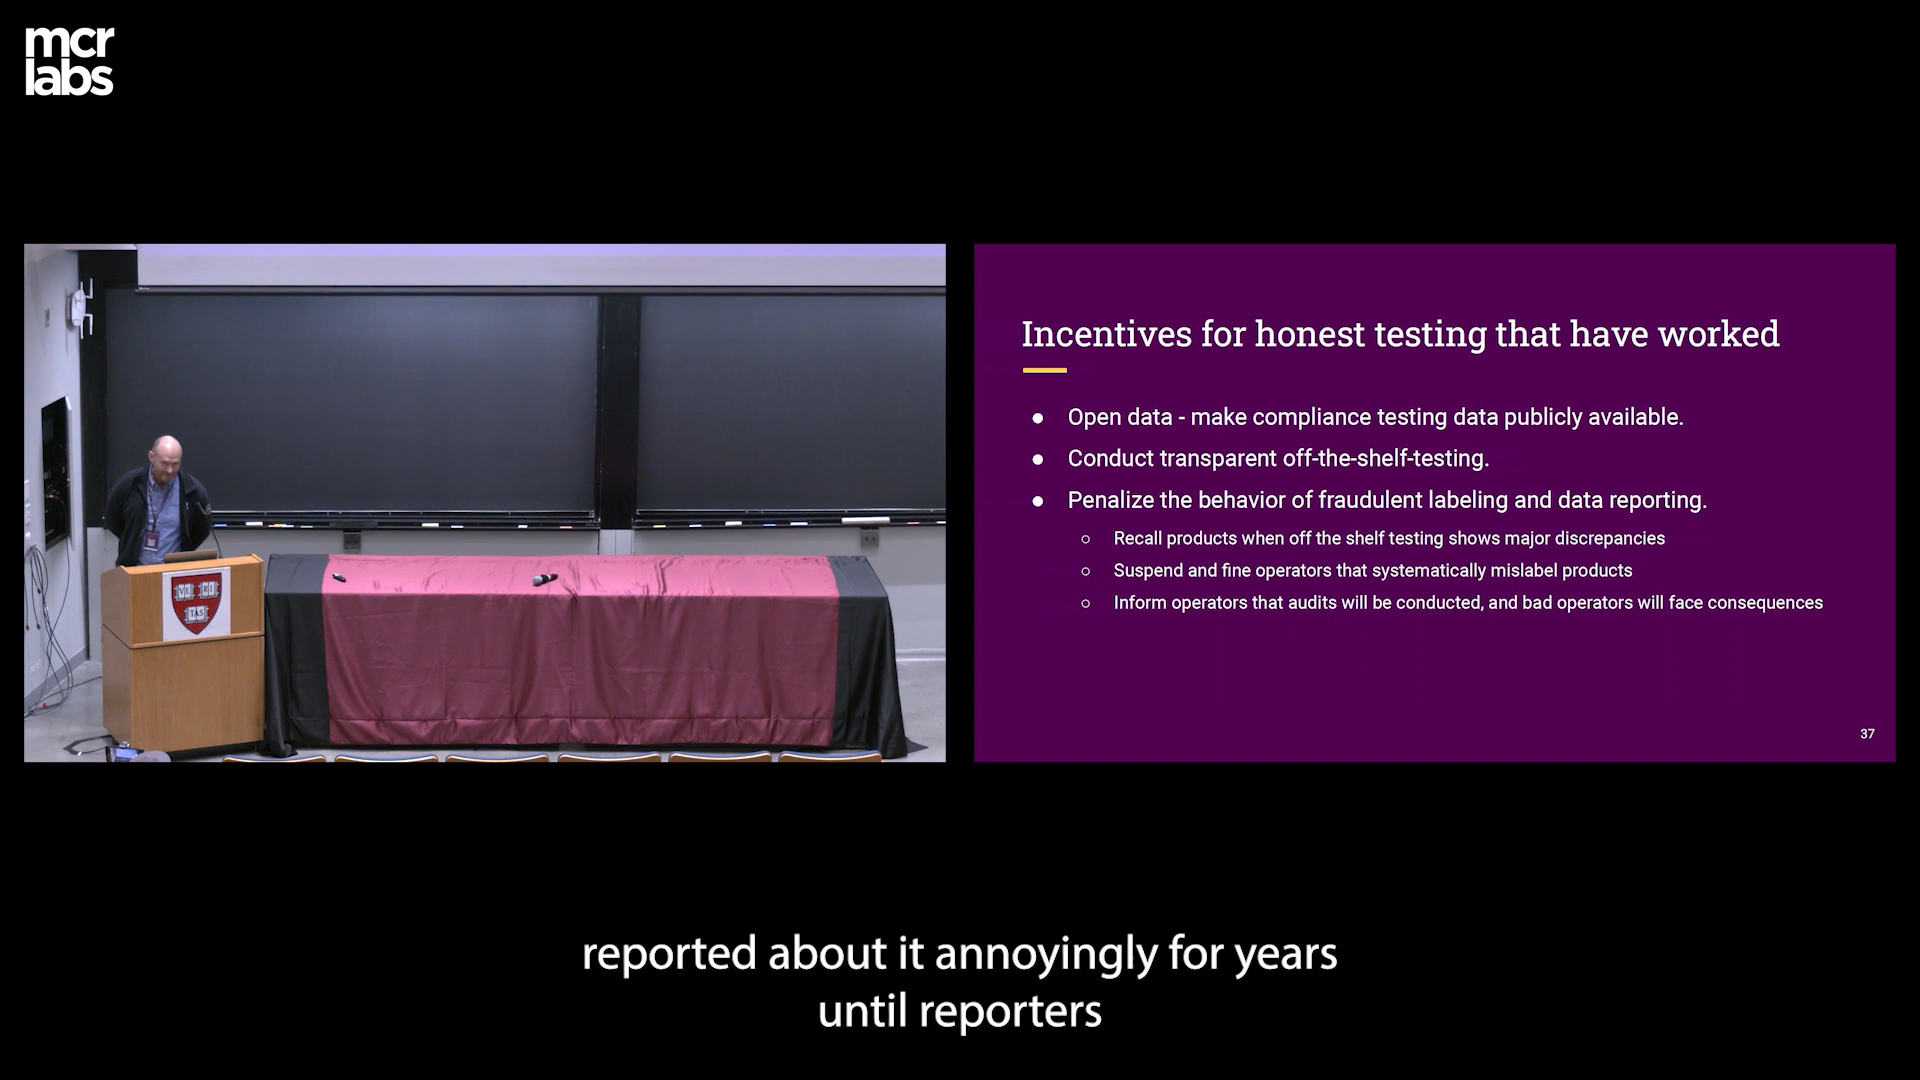 mcr
labs
VE RI
TAS
Incentives for honest testing that have worked
● Open data - make compliance testing data publicly available.
● Conduct transparent off-the-shelf-testing.
● Penalize the behavior of fraudulent labeling and data reporting.
○ Recall products when off the shelf testing shows major discrepancies
○ Suspend and fine operators that systematically mislabel products
○ Inform operators that audits will be conducted, and bad operators will face consequences
37
reported about it annoyingly for years
until reporters